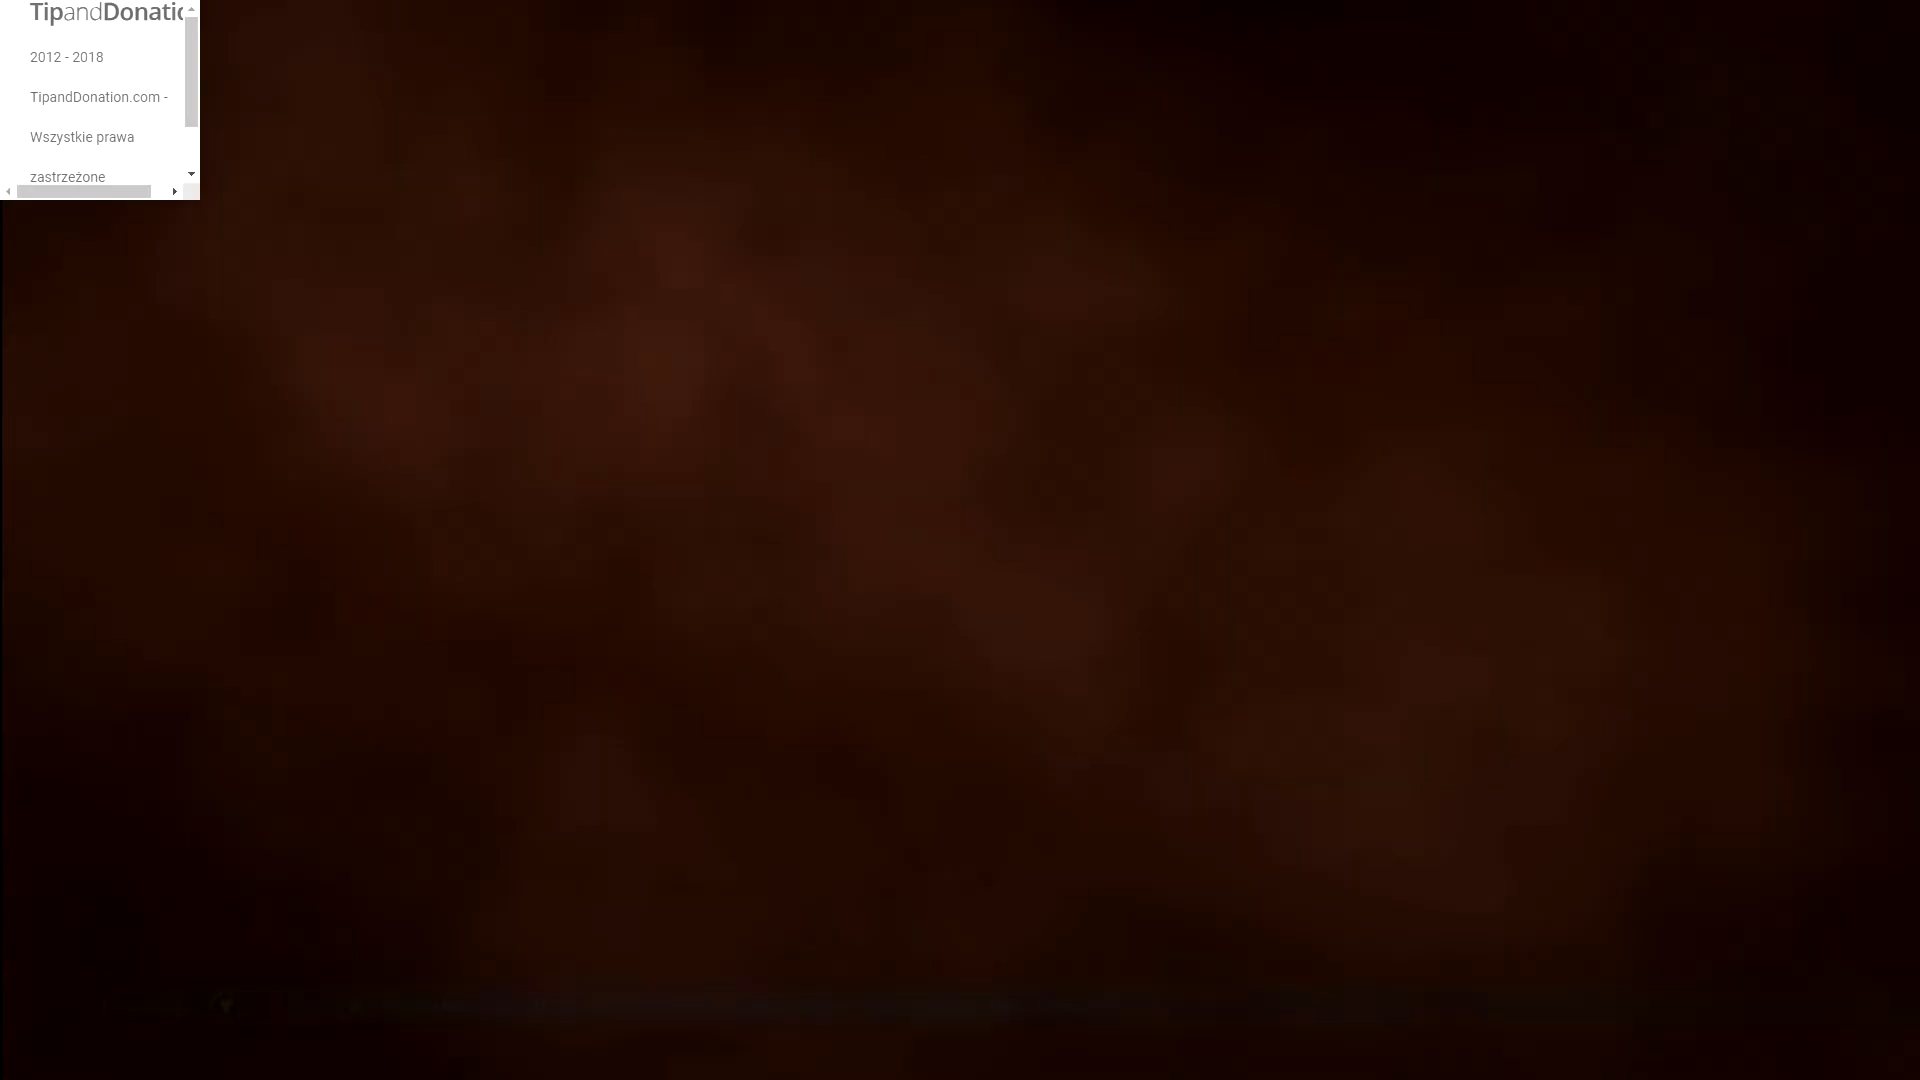 TipandDonatio
2012 - 2018
TipandDonation.com -
Wszystkie prawa
zastrzeżone